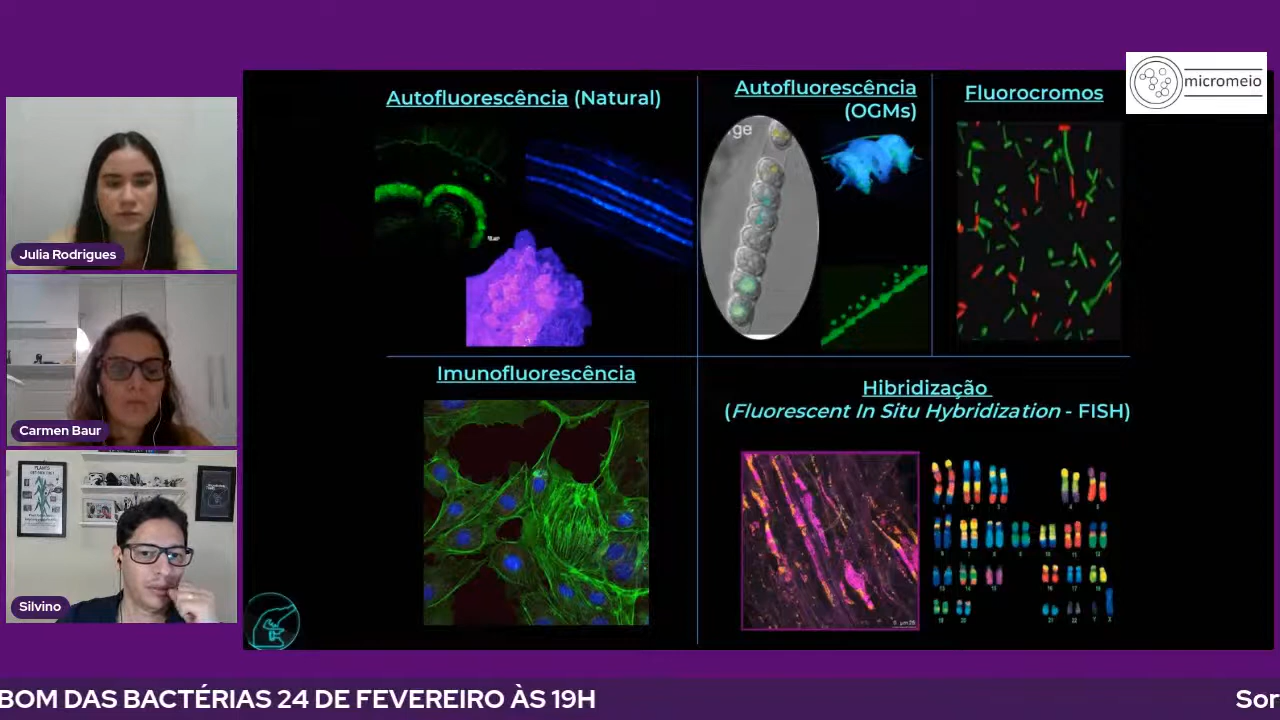 micromeio
Autofluorescência (Natural)
Autofluorescência
(OGMs)
Fluorocromos
ge
Imunofluorescência
Hibridização
(Fluorescent In Situ Hybridization - FISH)
Julia Rodrigues
Carmen Baur
PLANTS
Silvino
BOM DAS BACTÉRIAS 24 DE FEVEREIRO ÀS 19H
Sor